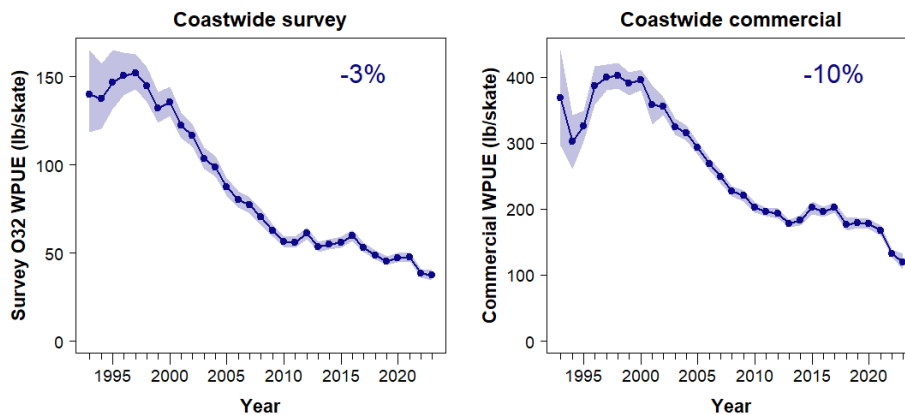 Coastwide survey
-3%
Survey O32 WPUE (lb/skate)
150
100
50
0
1995 2000 2005 2010 2015 2020
Year
Coastwide commercial
-10%
Commercial WPUE (lb/skate)
400
300
200
100
0
1995 2000 2005 2010 2015 2020
Year